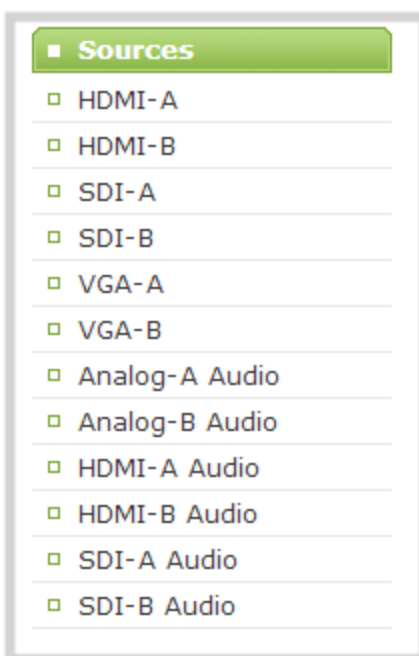 Sources
HDMI-A
HDMI-B
SDI-A
SDI-B
VGA-A
VGA-B
Analog-A Audio
Analog-B Audio
HDMI-A Audio
HDMI-B Audio
SDI-A Audio
SDI-B Audio